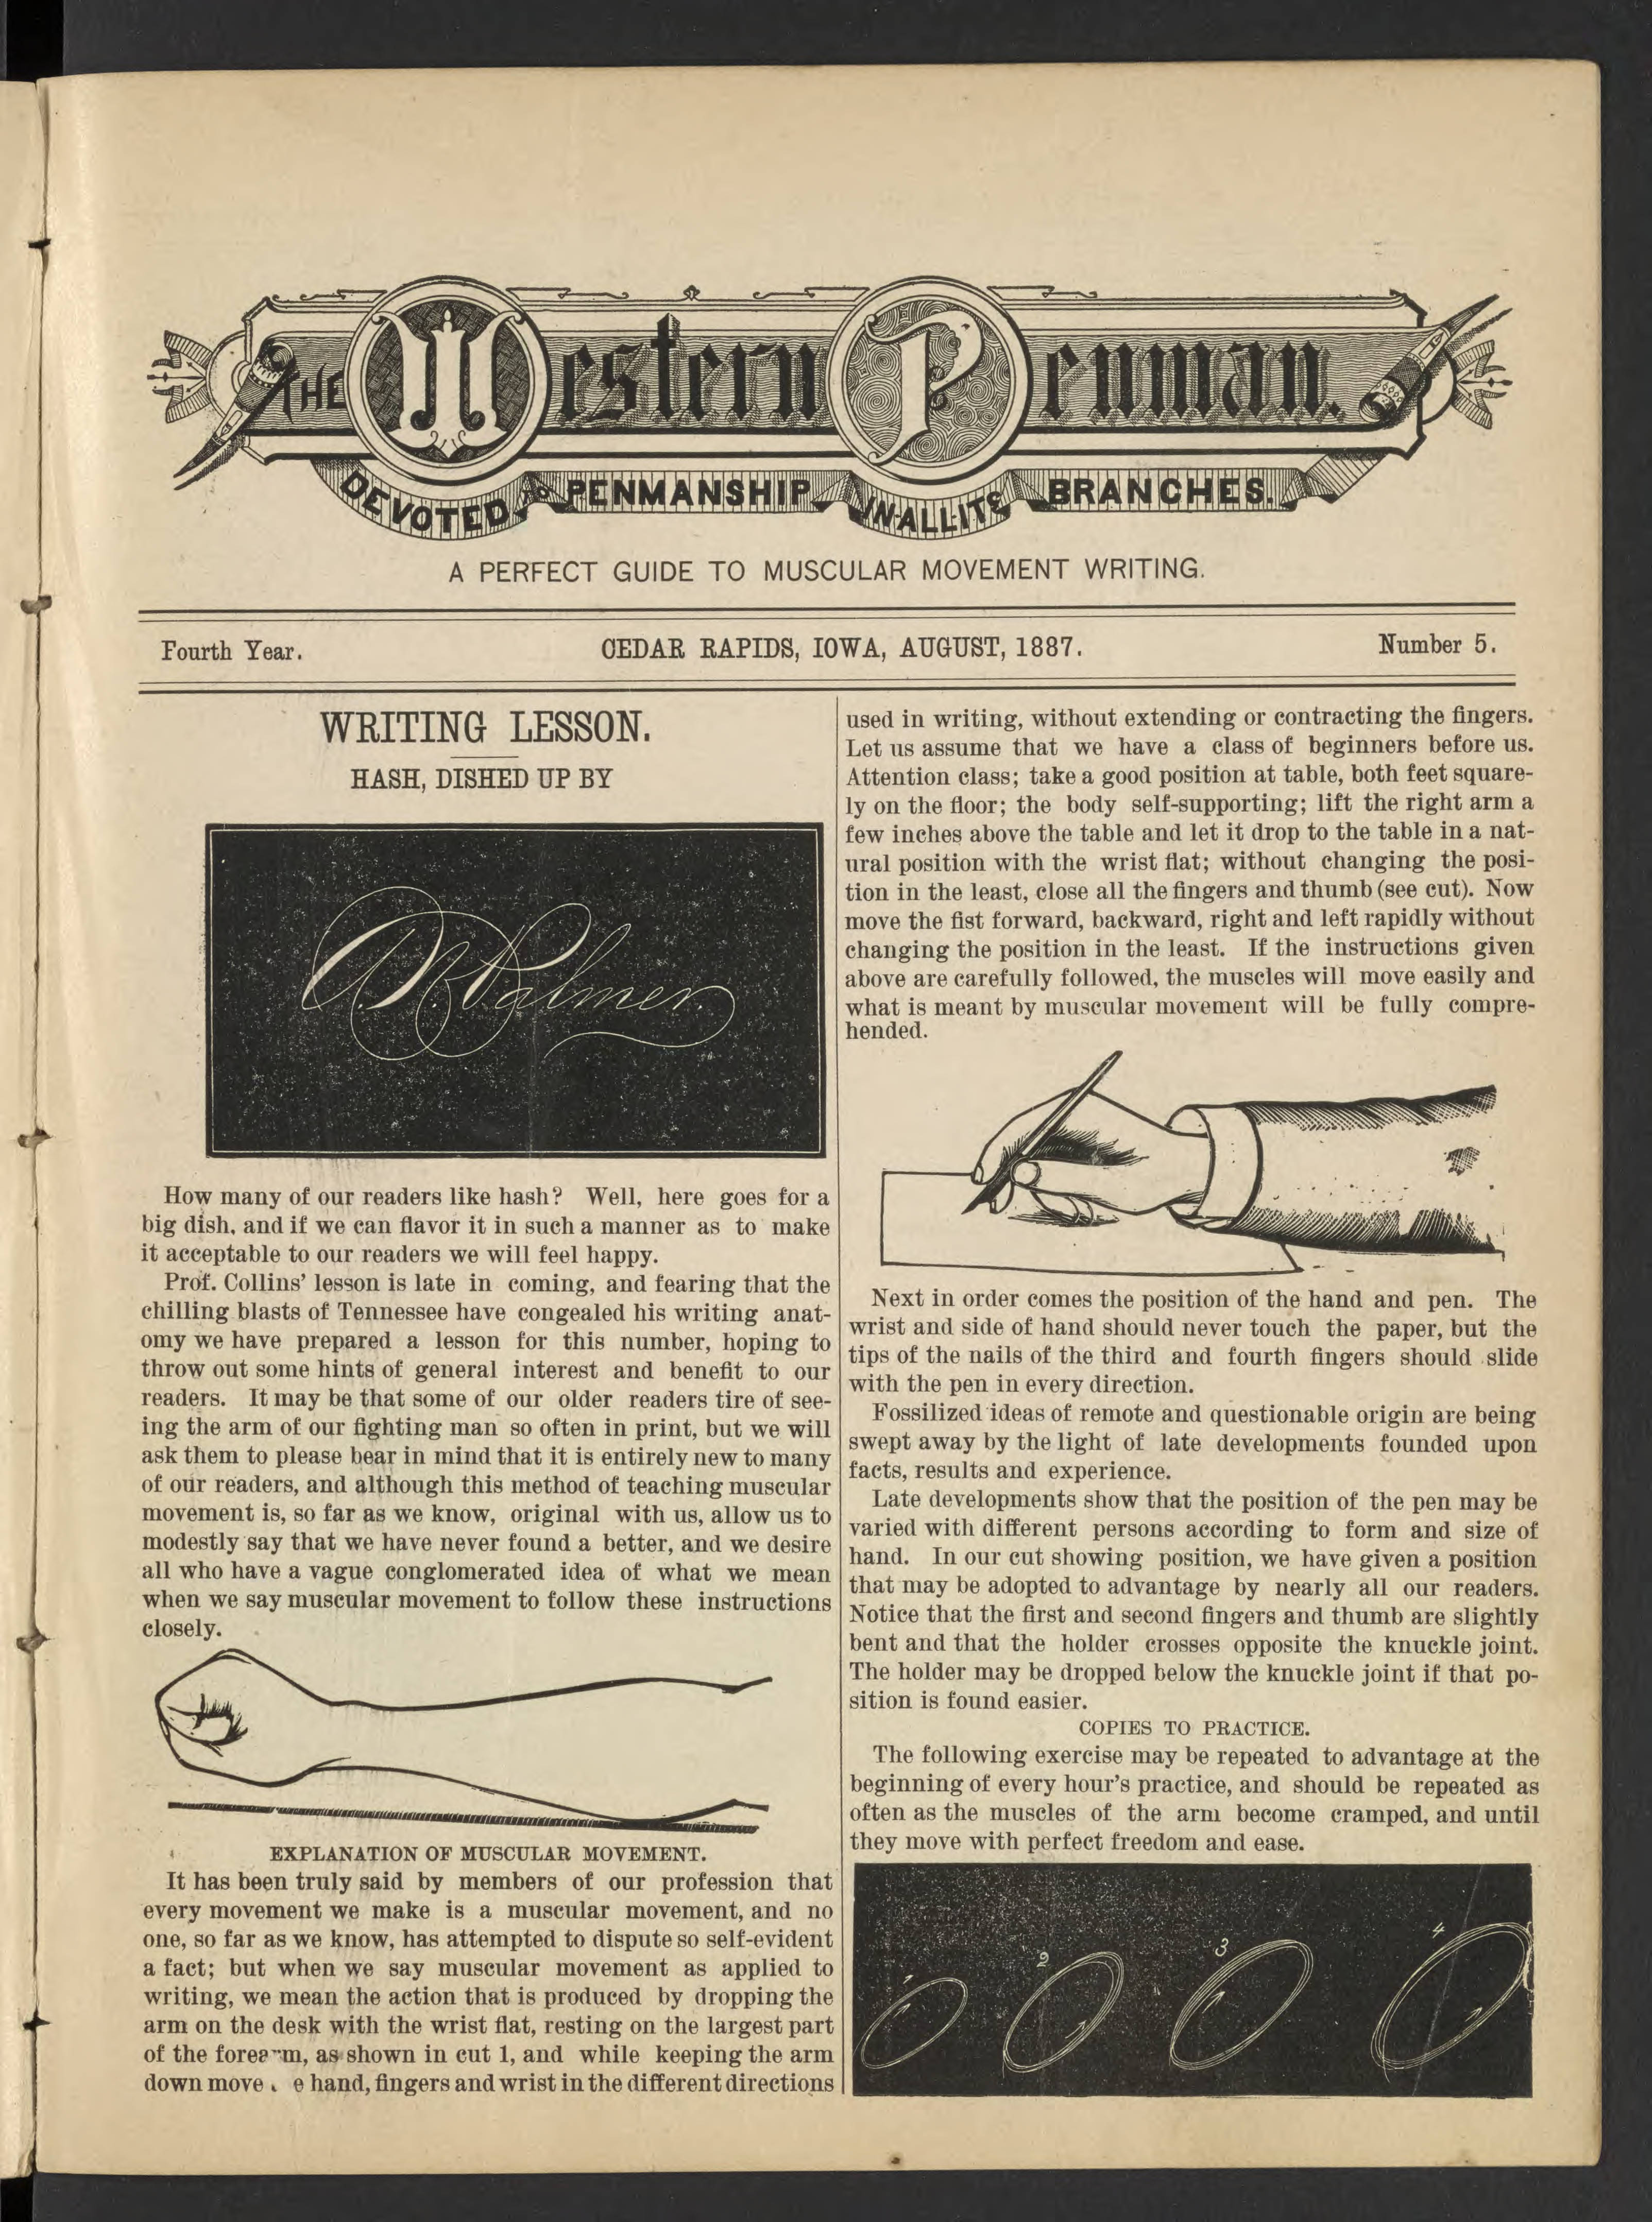 THE Western Penman.
DEVOTED TO PENMANSHIP IN ALL ITS BRANCHES.
A PERFECT GUIDE TO MUSCULAR MOVEMENT WRITING.
Fourth Year. CEDAR RAPIDS, IOWA, AUGUST, 1887. Number 5.
WRITING LESSON.
HASH, DISHED UP BY
A N Palmer
How many of our readers like hash? Well, here goes for a
big dish, and if we can flavor it in such a manner as to make
it acceptable to our readers we will feel happy.
Prof. Collins' lesson is late in coming, and fearing that the
chilling blasts of Tennessee have congealed his writing anat-
omy we have prepared a lesson for this number, hoping to
throw out some hints of general interest and benefit to our
readers. It may be that some of our older readers tire of see-
ing the arm of our fighting man so often in print, but we will
ask them to please bear in mind that it is entirely new to many
of our readers, and although this method of teaching muscular
movement is, so far as we know, original with us, allow us to
modestly say that we have never found a better, and we desire
all who have a vague conglomerated idea of what we mean
when we say muscular movement to follow these instructions
closely.
EXPLANATION OF MUSCULAR MOVEMENT.
It has been truly said by members of our profession that
every movement we make is a muscular movement, and no
one, so far as we know, has attempted to dispute so self-evident
a fact; but when we say muscular movement as applied to
writing, we mean the action that is produced by dropping the
arm on the desk with the wrist flat, resting on the largest part
of the forearm, as shown in cut 1, and while keeping the arm
down move e hand, fingers and wrist in the different directions
used in writing, without extending or contracting the fingers.
Let us assume that we have a class of beginners before us.
Attention class; take a good position at table, both feet square-
ly on the floor; the body self-supporting; lift the right arm a
few inches above the table and let it drop to the table in a nat-
ural position with the wrist flat; without changing the posi-
tion in the least, close all the fingers and thumb (see cut). Now
move the fist forward, backward, right and left rapidly without
changing the position in the least. If the instructions given
above are carefully followed, the muscles will move easily and
what is meant by muscular movement will be fully compre-
hended.
Next in order comes the position of the hand and pen. The
wrist and side of hand should never touch the paper, but the
tips of the nails of the third and fourth fingers should slide
with the pen in every direction.
Fossilized ideas of remote and questionable origin are being
swept away by the light of late developments founded upon
facts, results and experience.
Late developments show that the position of the pen may be
varied with different persons according to form and size of
hand. In our cut showing position, we have given a position
that may be adopted to advantage by nearly all our readers.
Notice that the first and second fingers and thumb are slightly
bent and that the holder crosses opposite the knuckle joint.
The holder may be dropped below the knuckle joint if that po-
sition is found easier.
COPIES TO PRACTICE.
The following exercise may be repeated to advantage at the
beginning of every hour's practice, and should be repeated as
often as the muscles of the arm become cramped, and until
they move with perfect freedom and ease.
1 2 3 4